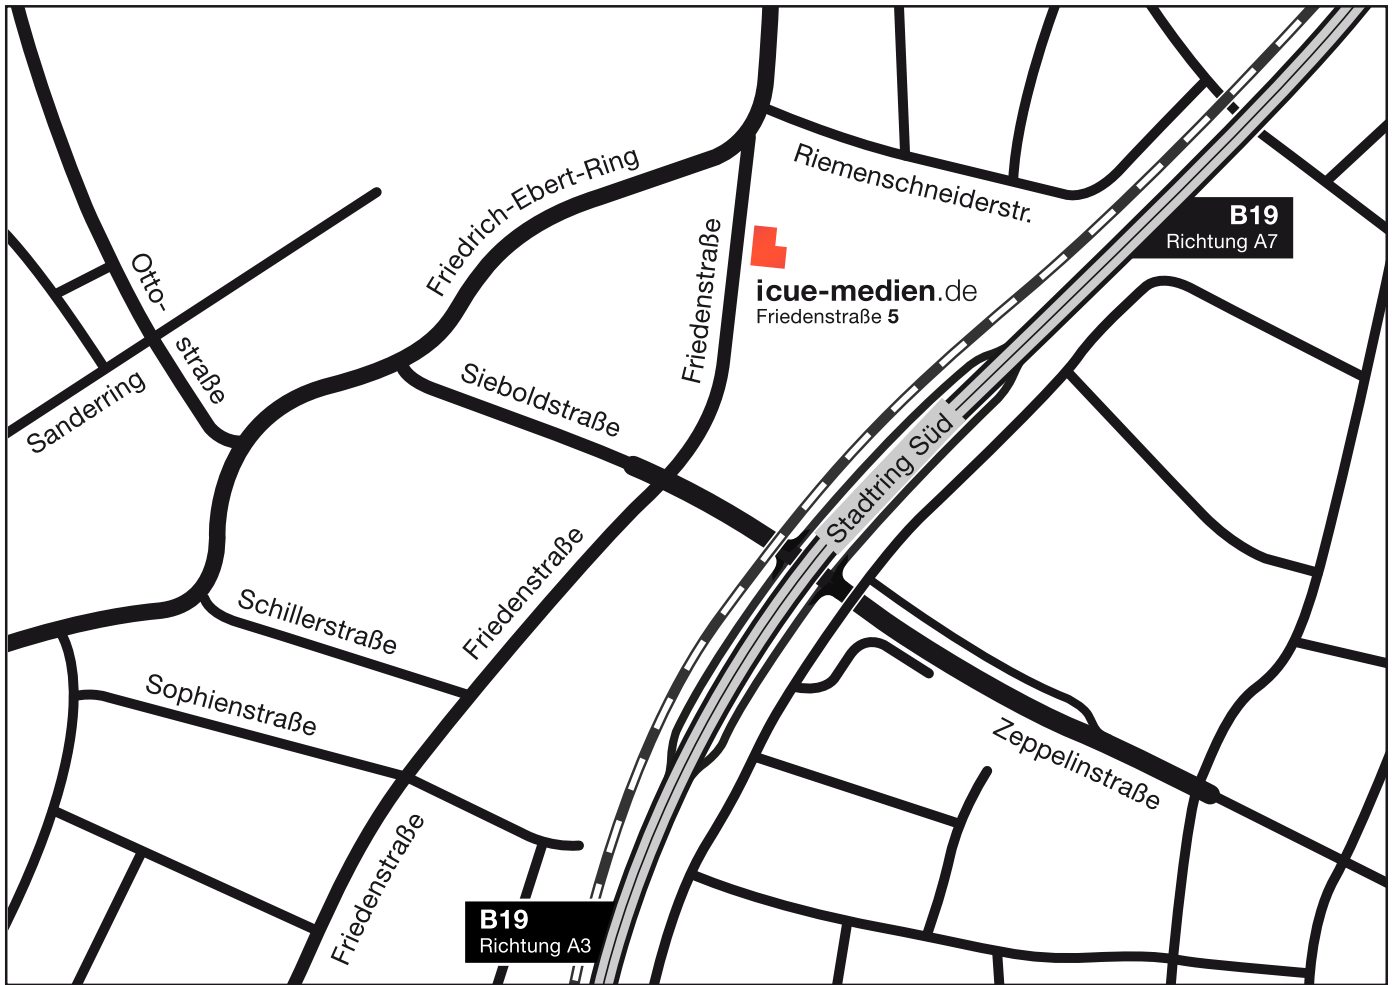 Friedrich-Ebert-Ring
Riemenschneiderstr.
B19
Richtung A7
Otto-
straße
Sanderring
Friedenstraße
icue-medien.de
Friedenstraße 5
Sieboldstraße
Stadtring Süd
Friedenstraße
Schillerstraße
Sophienstraße
Zeppelinstraße
Friedenstraße
B19
Richtung A3